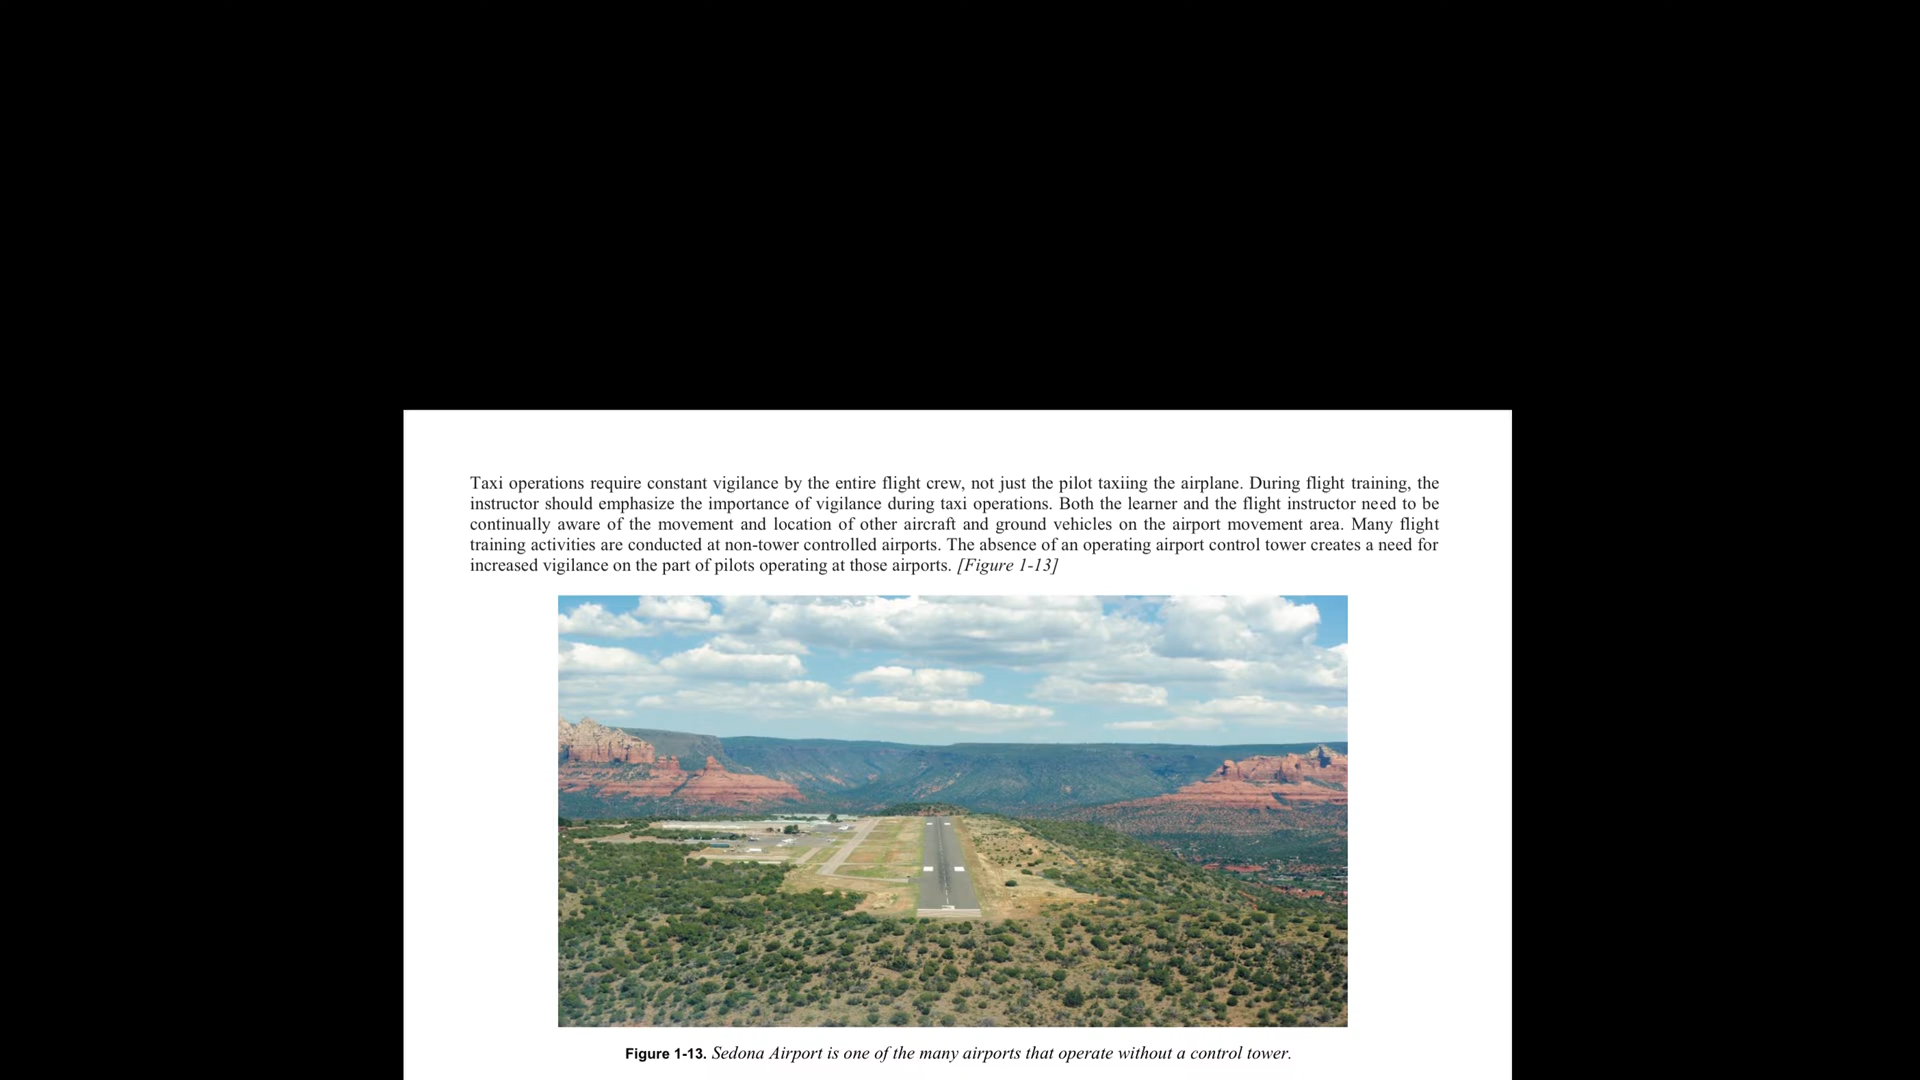 Taxi operations require constant vigilance by the entire flight crew, not just the pilot taxiing the airplane. During flight training, the
instructor should emphasize the importance of vigilance during taxi operations. Both the learner and the flight instructor need to be
continually aware of the movement and location of other aircraft and ground vehicles on the airport movement area. Many flight
training activities are conducted at non-tower controlled airports. The absence of an operating airport control tower creates a need for
increased vigilance on the part of pilots operating at those airports. [Figure 1-13]
Figure 1-13. Sedona Airport is one of the many airports that operate without a control tower.